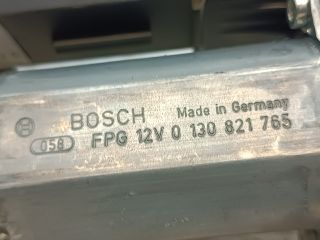 BOSCH Made in Germany
058 FPG 12V 0 130 821 765